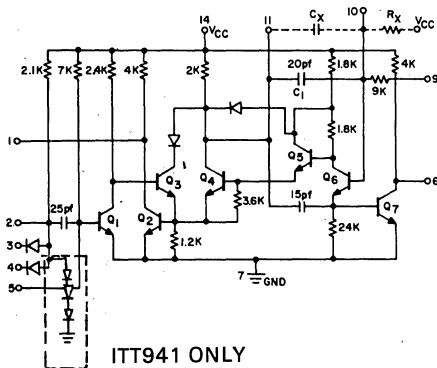 14 11 10
VCC CX RX VCC
2.1K 7K 2.4K 4K 2K 20pf 1.8K 4K
C1 9K 9
1 1.8K
Q5
Q3 Q4 Q6 6
2 25pf Q1 Q2 3.6K 15pf Q7
3 1.2K 24K
4 7 GND
5
ITT941 ONLY